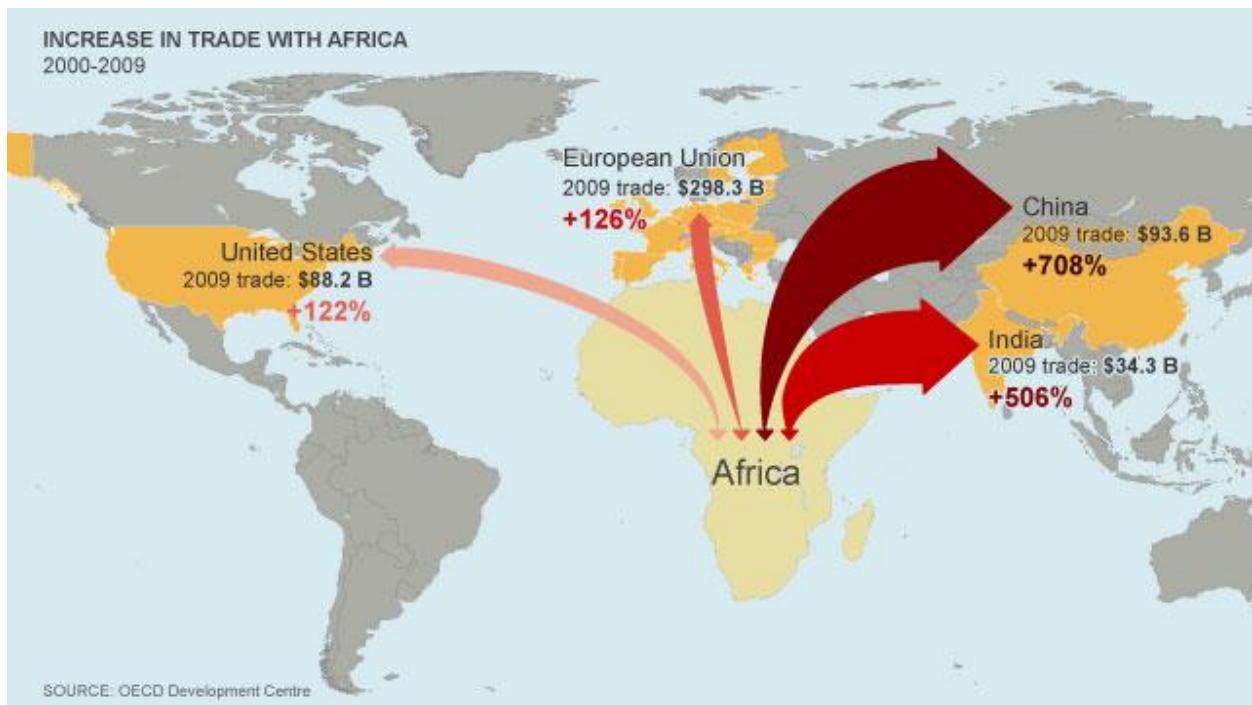 INCREASE IN TRADE WITH AFRICA
2000-2009
European Union
2009 trade: $298.3 B
+126%
United States
2009 trade: $88.2 B
+122%
China
2009 trade: $93.6 B
+708%
India
2009 trade: $34.3 B
+506%
Africa
SOURCE: OECD Development Centre